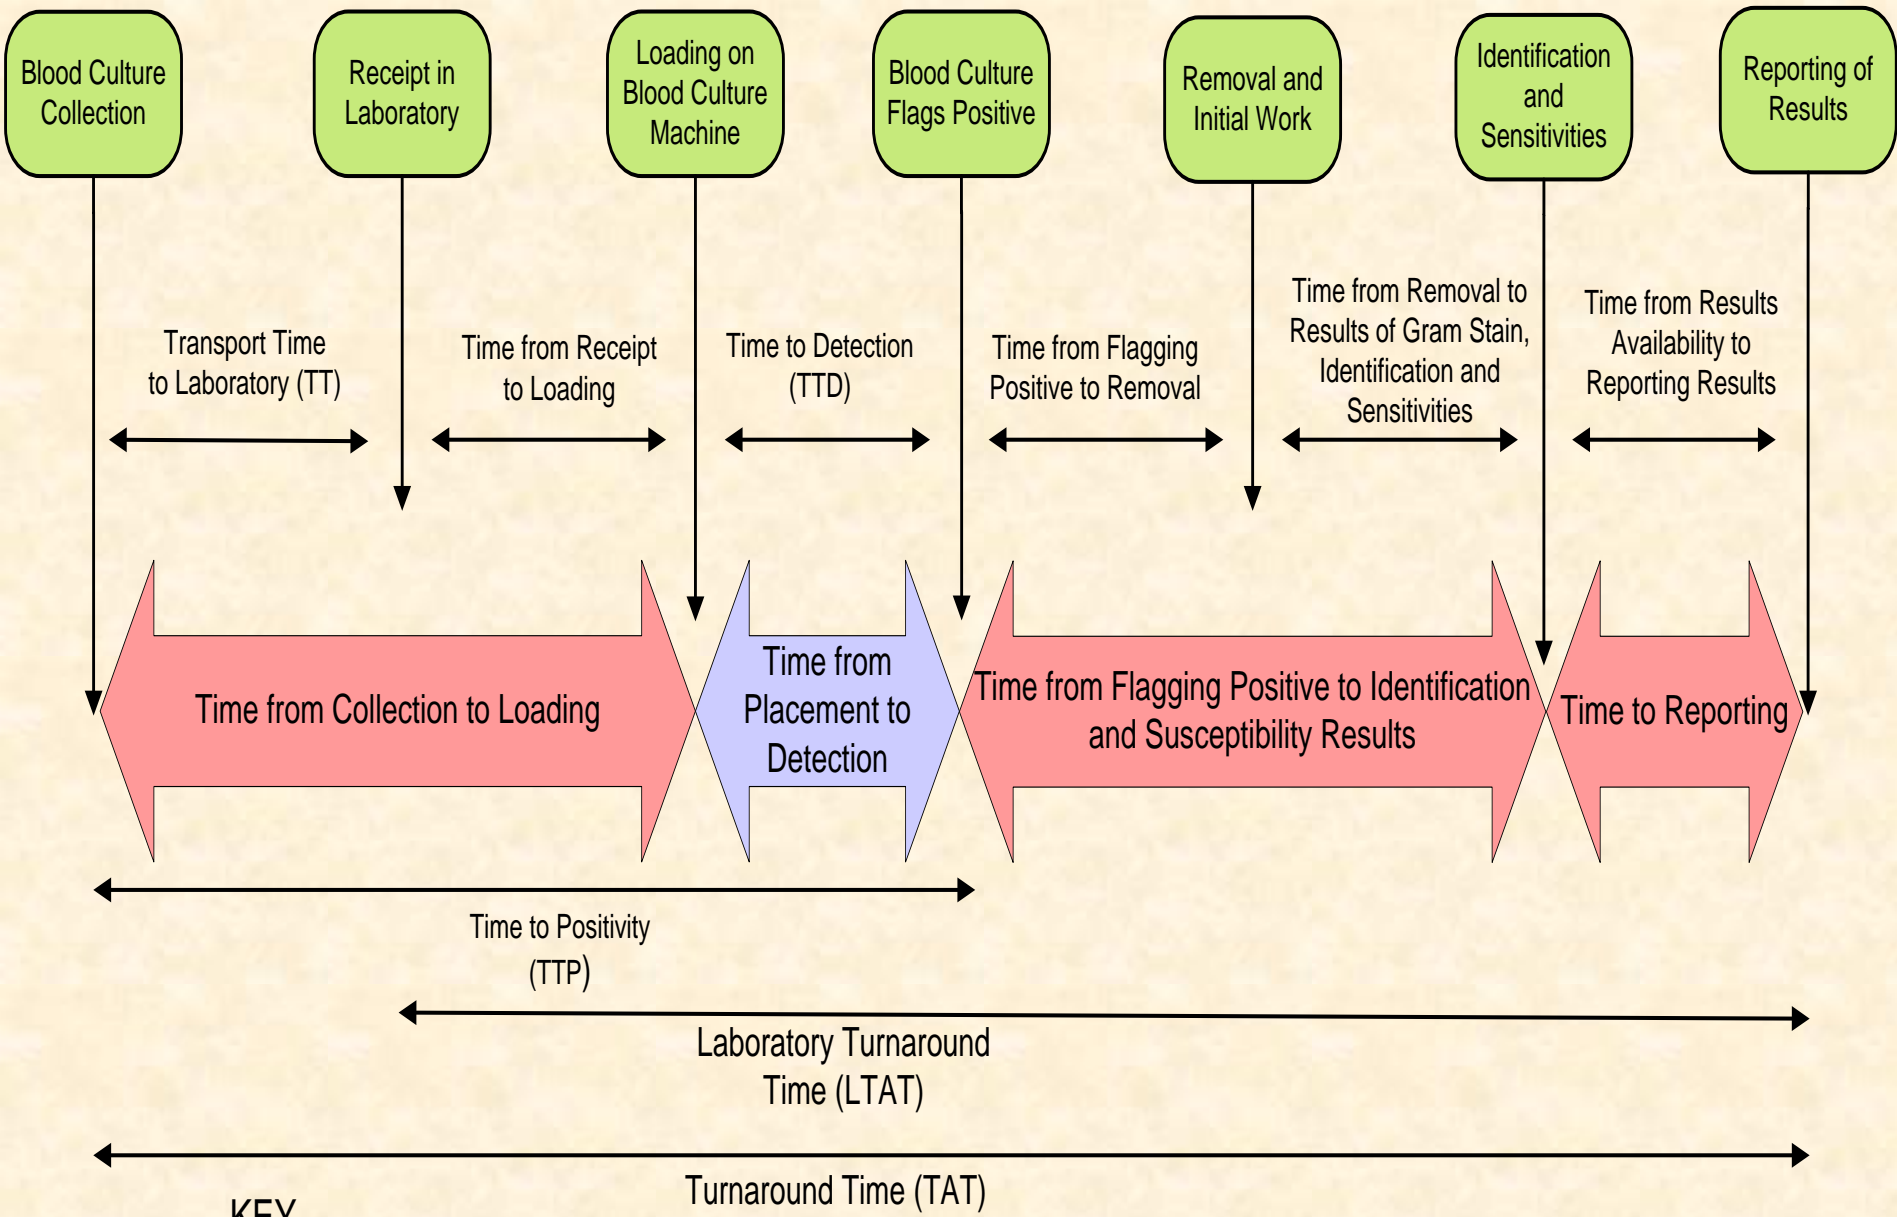 Blood Culture
Collection
Receipt in
Laboratory
Loading on
Blood Culture
Machine
Blood Culture
Flags Positive
Removal and
Initial Work
Identification
and
Sensitivities
Reporting of
Results
Transport Time
to Laboratory (TT)
Time from Receipt
to Loading
Time to Detection
(TTD)
Time from Flagging
Positive to Removal
Time from Removal to
Results of Gram Stain,
Identification and
Sensitivities
Time from Results
Availability to
Reporting Results
Time from Collection to Loading
Time from
Placement to
Detection
Time from Flagging Positive to Identification
and Susceptibility Results
Time to Reporting
Time to Positivity
(TTP)
Laboratory Turnaround
Time (LTAT)
Turnaround Time (TAT)
KEY